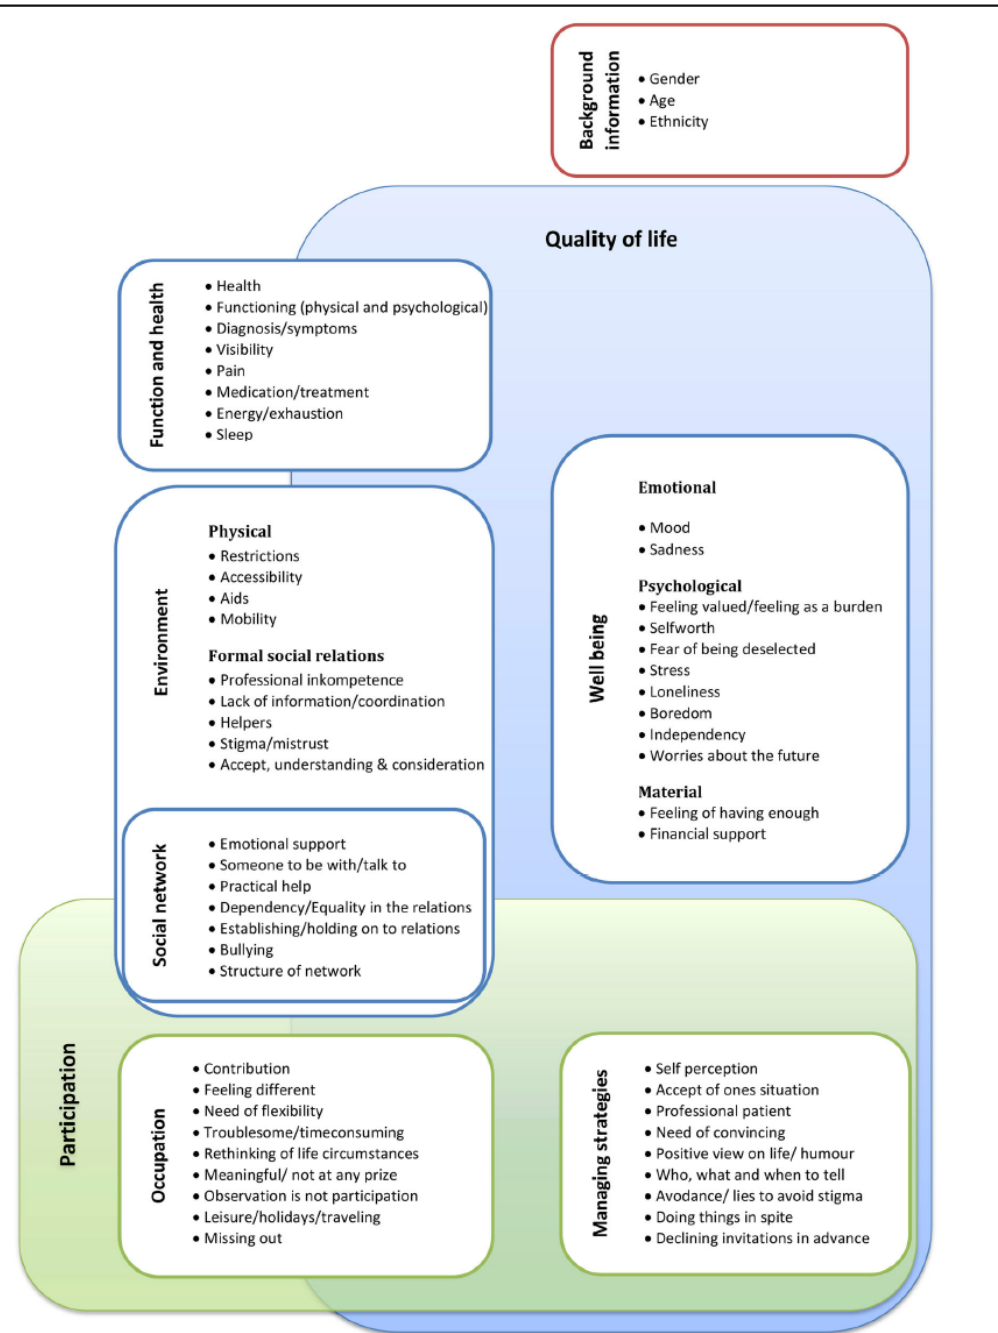 Background
information
• Gender
• Age
• Ethnicity
Quality of life
Function and health
• Health
• Functioning (physical and psychological)
• Diagnosis/symptoms
• Visibility
• Pain
• Medication/treatment
• Energy/exhaustion
• Sleep
Environment
Physical
• Restrictions
• Accessibility
• Aids
• Mobility
Formal social relations
• Professional inkompetence
• Lack of information/coordination
• Helpers
• Stigma/mistrust
• Accept, understanding & consideration
Social network
• Emotional support
• Someone to be with/talk to
• Practical help
• Dependency/Equality in the relations
• Establishing/holding on to relations
• Bullying
• Structure of network
Well being
Emotional
• Mood
• Sadness
Psychological
• Feeling valued/feeling as a burden
• Selfworth
• Fear of being deselected
• Stress
• Loneliness
• Boredom
• Independency
• Worries about the future
Material
• Feeling of having enough
• Financial support
Participation
Occupation
• Contribution
• Feeling different
• Need of flexibility
• Troublesome/timeconsuming
• Rethinking of life circumstances
• Meaningful/ not at any prize
• Observation is not participation
• Leisure/holidays/traveling
• Missing out
Managing strategies
• Self perception
• Accept of ones situation
• Professional patient
• Need of convincing
• Positive view on life/ humour
• Who, what and when to tell
• Avodance/ lies to avoid stigma
• Doing things in spite
• Declining invitations in advance